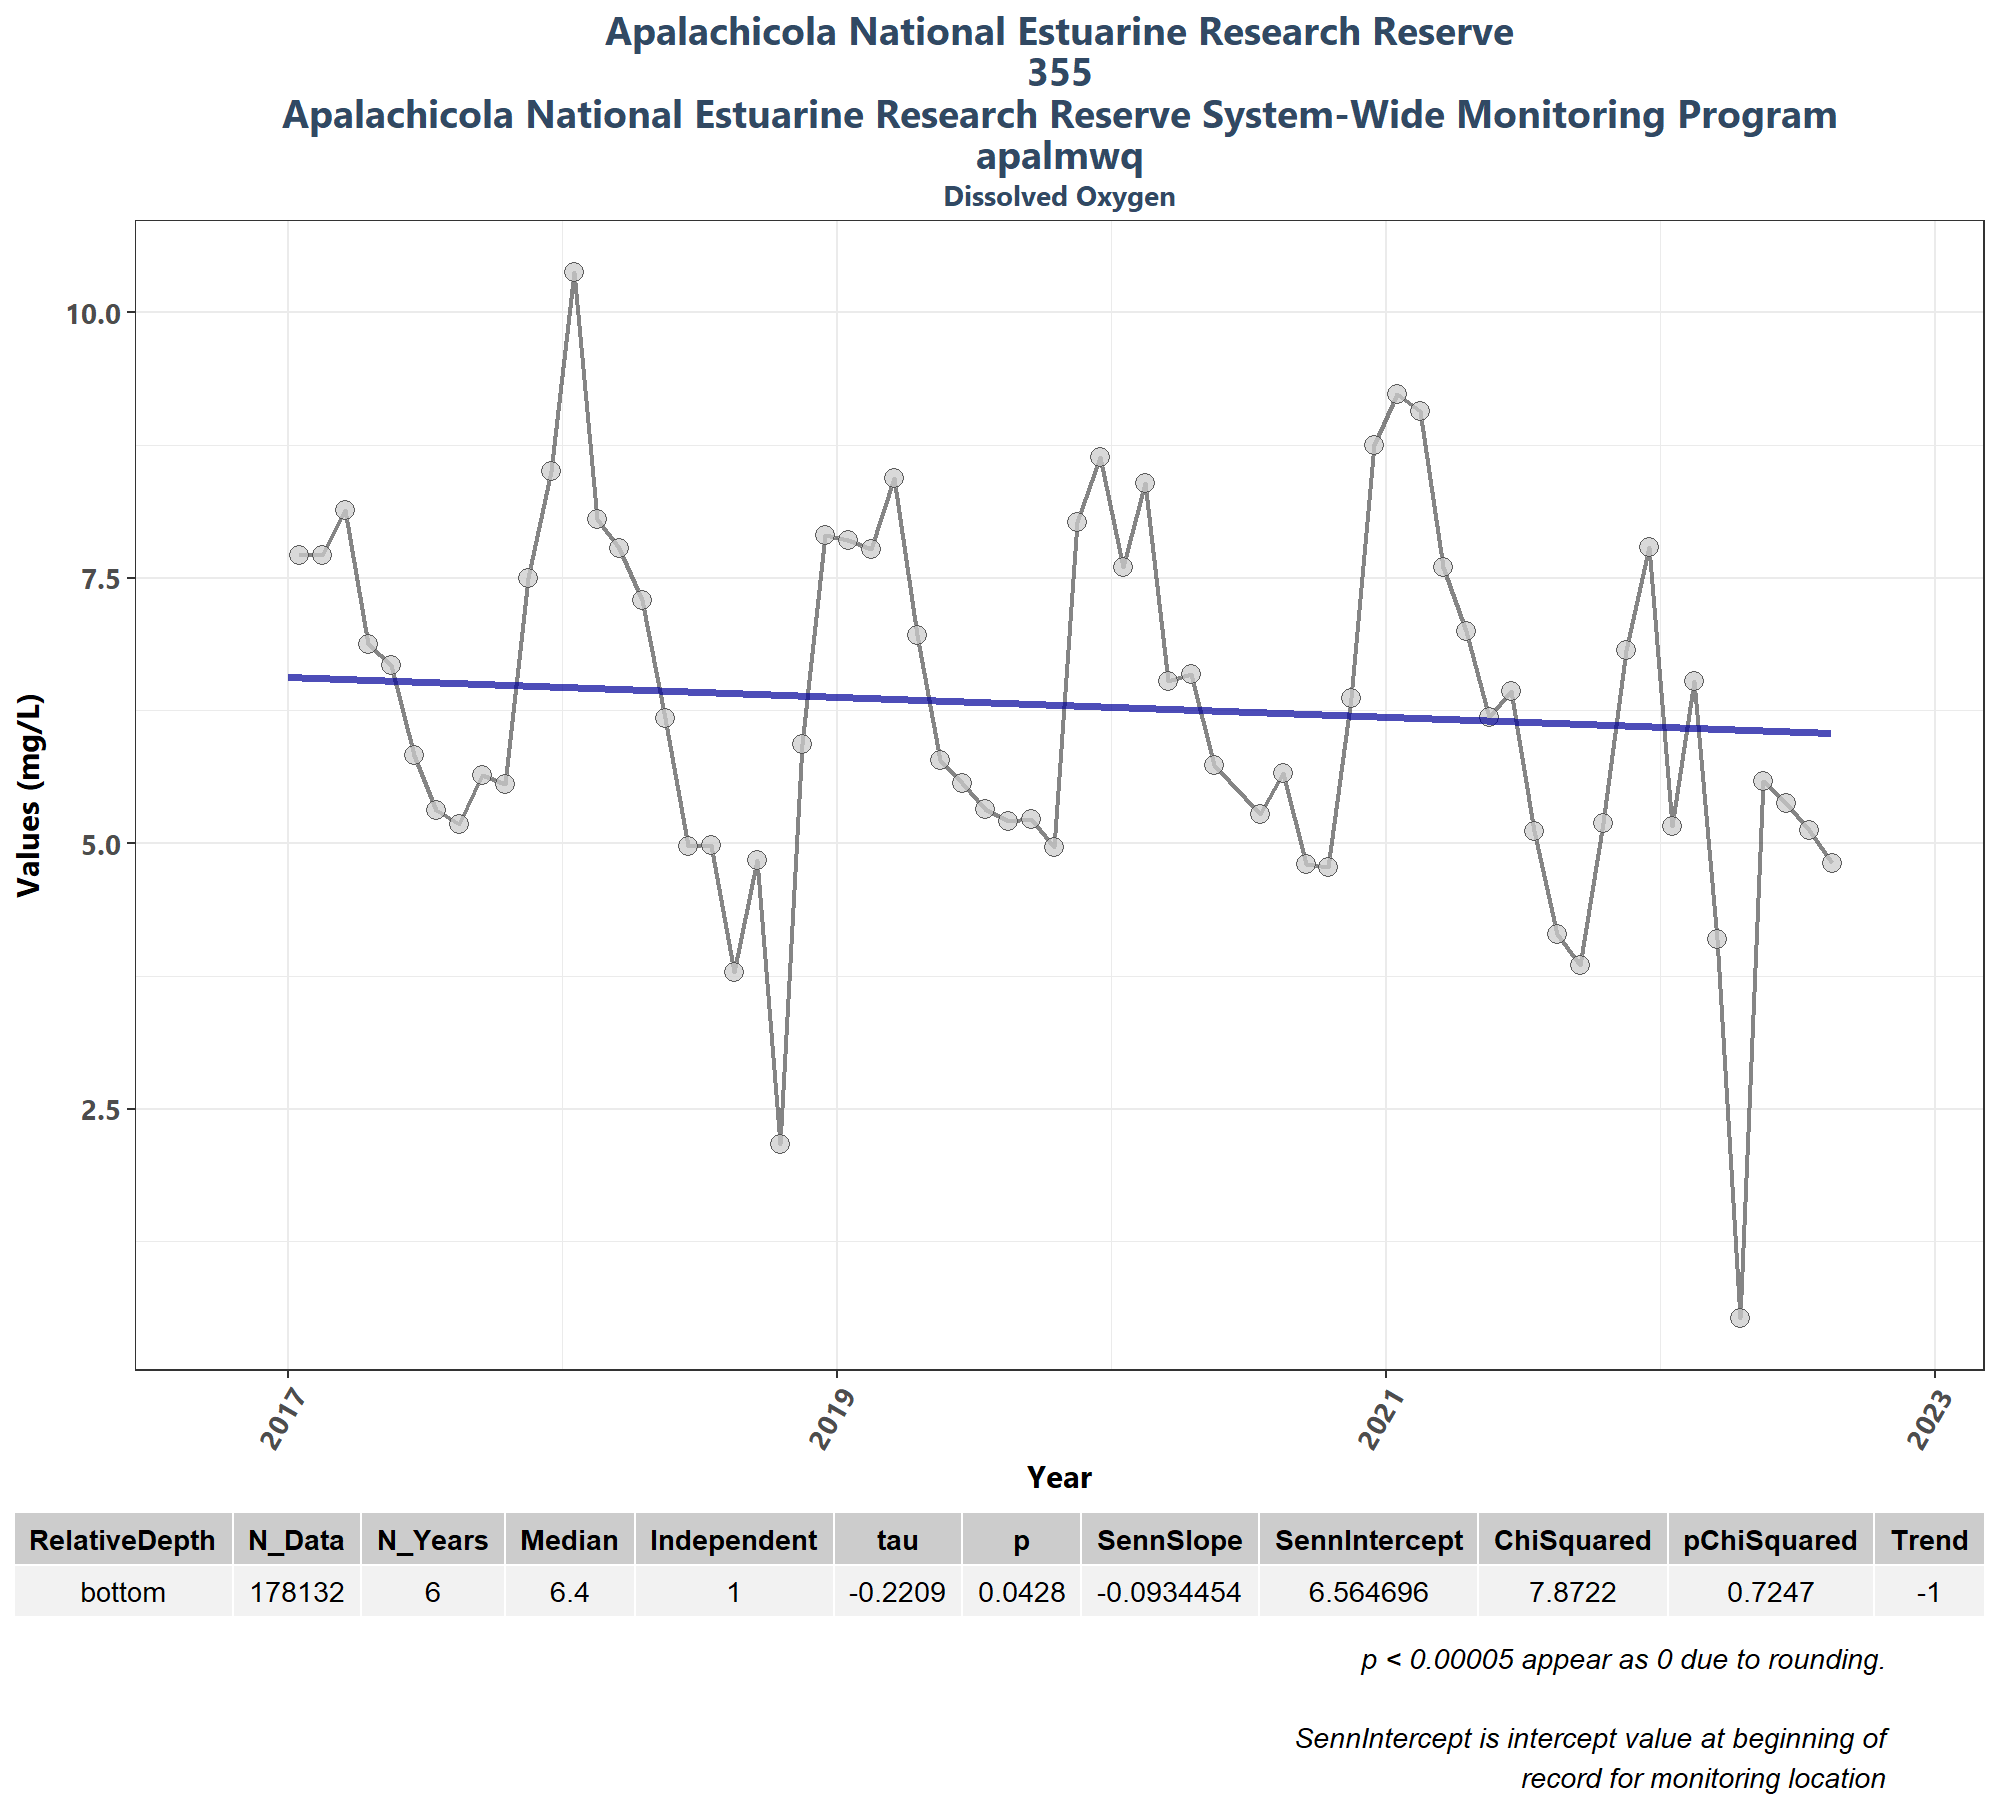 Apalachicola National Estuarine Research Reserve
355
Apalachicola National Estuarine Research Reserve System-Wide Monitoring Program
apalmwq
Dissolved Oxygen
Values (mg/L)
10.0
7.5
5.0
2.5
2017
2019
2021
2023
Year
RelativeDepth N_Data N_Years Median Independent tau p SennSlope SennIntercept ChiSquared pChiSquared Trend
bottom 178132 6 6.4 1 -0.2209 0.0428 -0.0934454 6.564696 7.8722 0.7247 -1
p < 0.00005 appear as 0 due to rounding.
SennIntercept is intercept value at beginning of
record for monitoring location